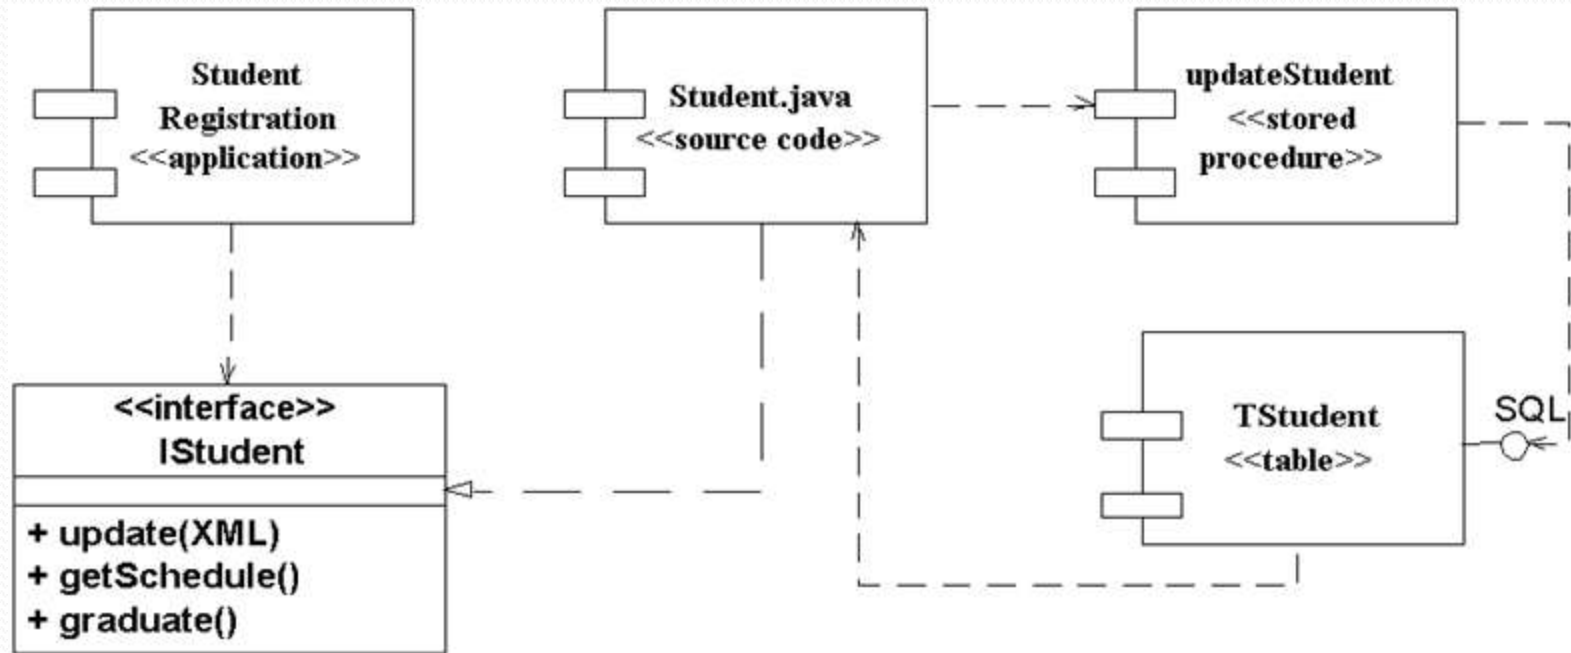 Student
Registration
<<application>>
Student.java
<<source code>>
updateStudent
<<stored
procedure>>
<<interface>>
IStudent
+ update(XML)
+ getSchedule()
+ graduate()
TStudent
<<table>>
SQL